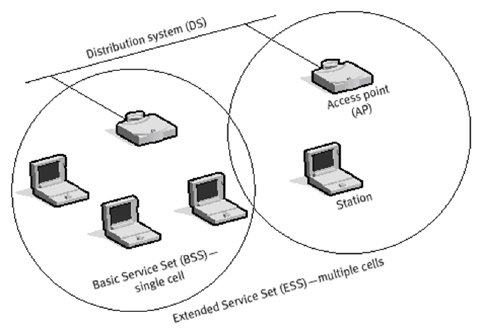 Distribution system (DS)
Access point
(AP)
Station
Basic Service Set (BSS)—
single cell
Extended Service Set (ESS)—multiple cells